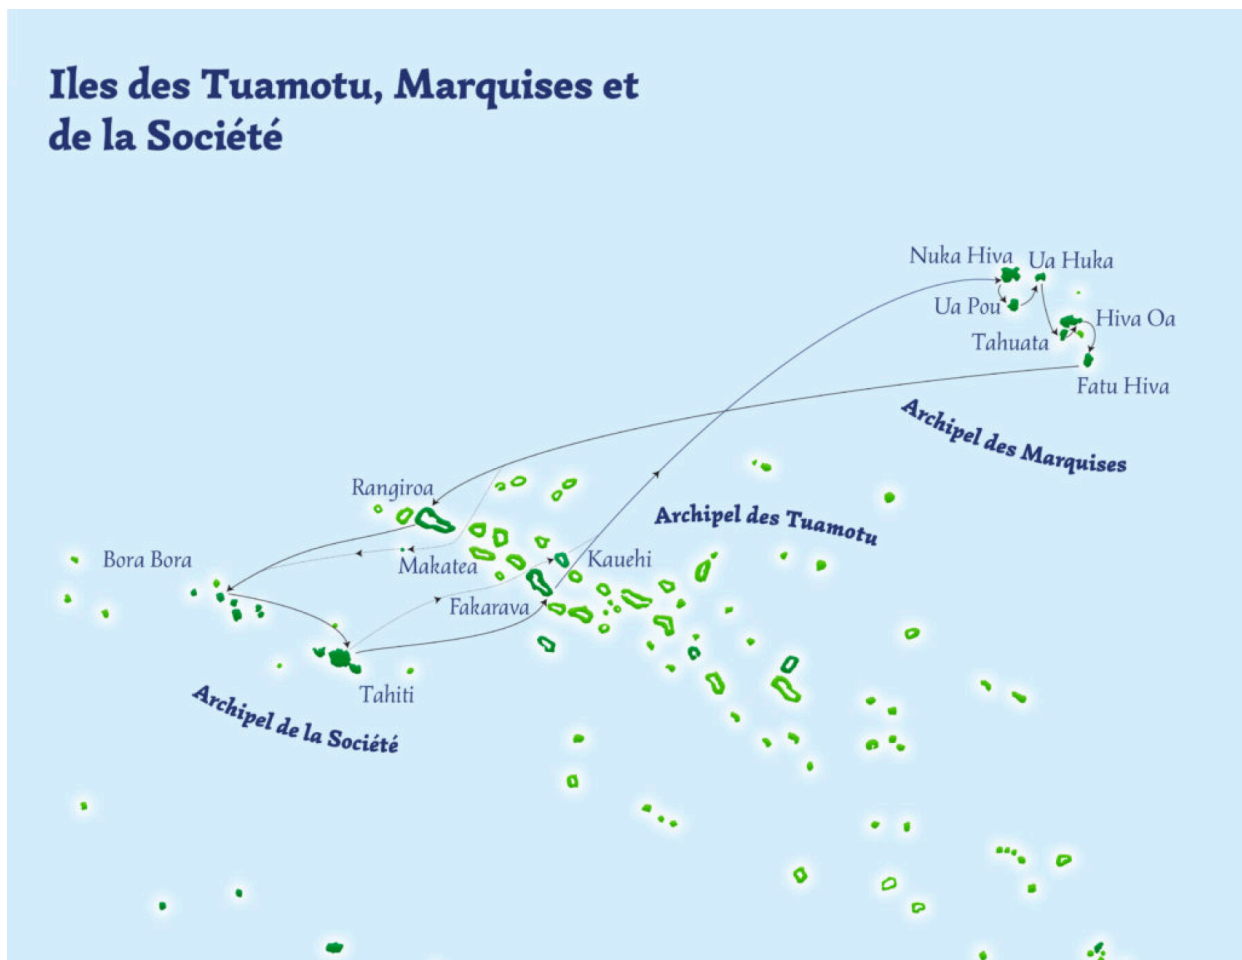 Iles des Tuamotu, Marquises et
de la Société
Nuka Hiva
Ua Huka
Ua Pou
Hiva Oa
Tahuata
Fatu Hiva
Archipel des Marquises
Rangiroa
Archipel des Tuamotu
Bora Bora
Makatea
Kauehi
Fakarava
Tahiti
Archipel de la Société